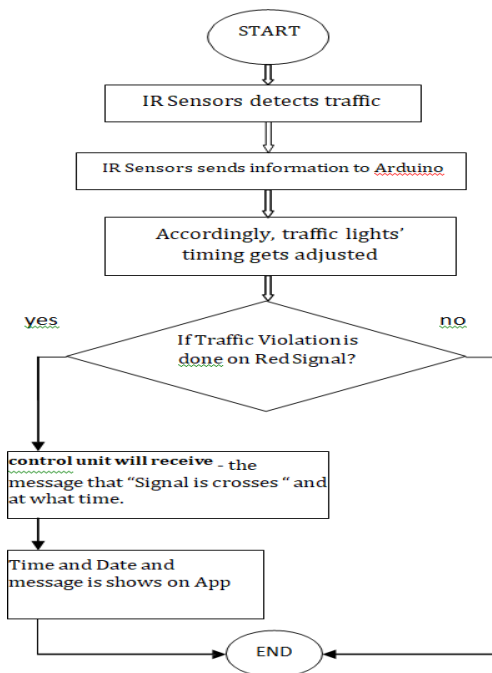 START
IR Sensors detects traffic
IR Sensors sends information to Arduino
Accordingly, traffic lights’
timing gets adjusted
yes
no
If Traffic Violation is
done on Red Signal?
control unit will receive - the
message that “Signal is crosses “ and
at what time.
Time and Date and
message is shows on App
END